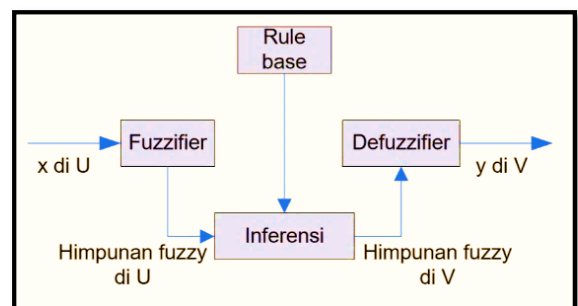 Rule
base
Fuzzifier
Defuzzifier
x di U
y di V
Inferensi
Himpunan fuzzy
di U
Himpunan fuzzy
di V